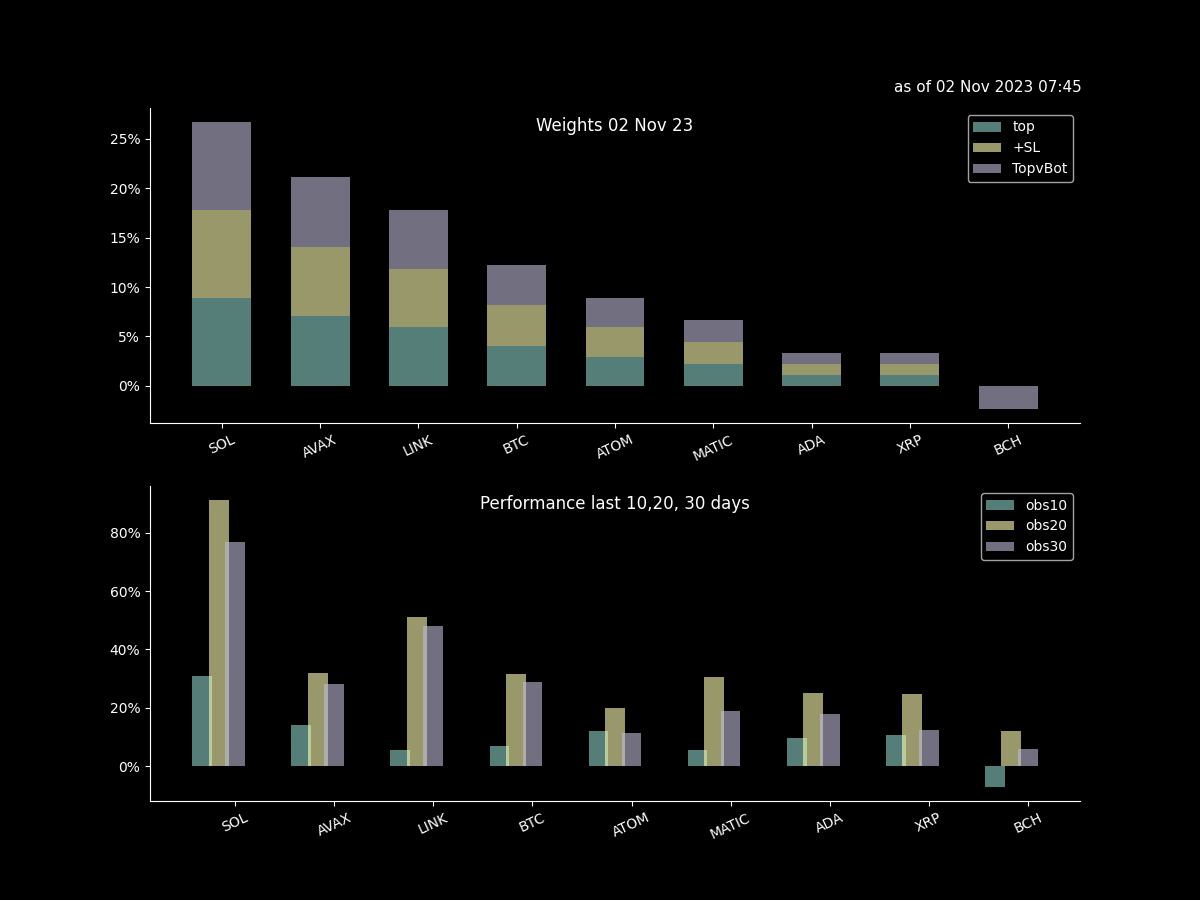 as of 02 Nov 2023 07:45
Weights 02 Nov 23
top
+SL
TopvBot
25%
20%
15%
10%
5%
0%
SOL
AVAX
LINK
BTC
ATOM
MATIC
ADA
XRP
BCH
Performance last 10,20, 30 days
obs10
obs20
obs30
80%
60%
40%
20%
0%
SOL
AVAX
LINK
BTC
ATOM
MATIC
ADA
XRP
BCH